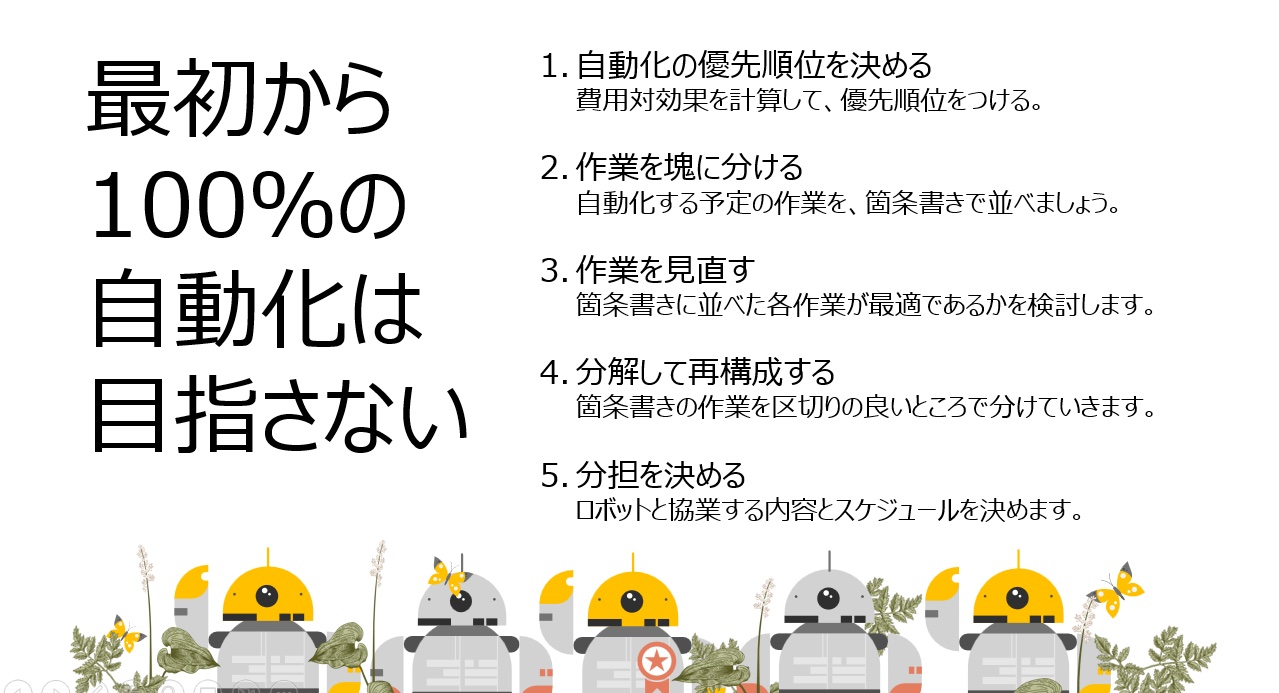 最初から
100%の
自動化は
目指さない
1. 自動化の優先順位を決める
費用対効果を計算して、優先順位をつける。
2. 作業を塊に分ける
自動化する予定の作業を、箇条書きで並べましょう。
3. 作業を見直す
箇条書きに並べた各作業が最適であるかを検討します。
4. 分解して再構成する
箇条書きの作業を区切りの良いところで分けていきます。
5. 分担を決める
ロボットと協業する内容とスケジュールを決めます。